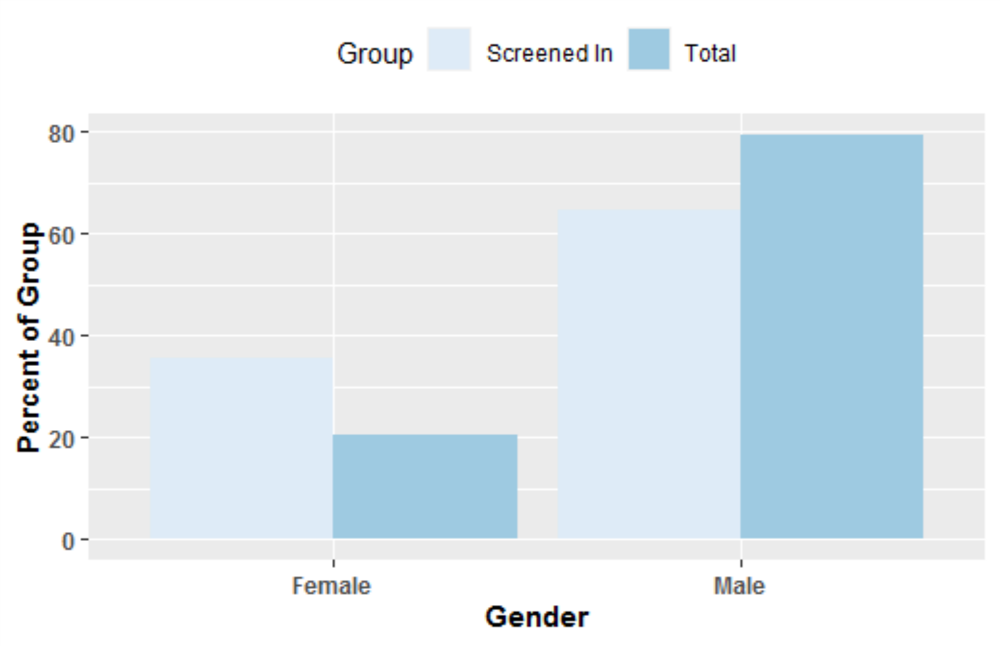 Group Screened In Total
80
60
40
20
0
Percent of Group
Female Male
Gender